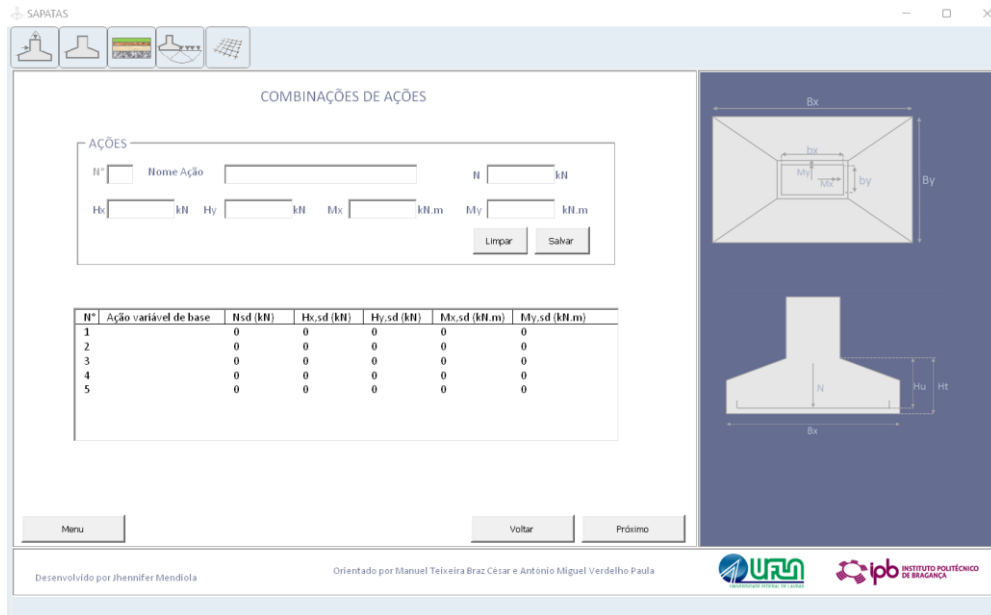 SAPATAS
COMBINAÇÕES DE AÇÕES
AÇÕES
N° Nome Ação N kN
Hx kN Hy kN Mx kN.m My kN.m
Limpar Salvar
N° Ação variável de base Nsd (kN) Hx,sd (kN) Hy,sd (kN) Mx,sd (kN.m) My,sd (kN.m)
1 0 0 0 0 0
2 0 0 0 0 0
3 0 0 0 0 0
4 0 0 0 0 0
5 0 0 0 0 0
Menu Voltar Próximo
Bx
bx
My
Mx
by
By
N
Hu
Ht
Bx
Desenvolvido por Jhennifer Mendiola
Orientado por Manuel Teixeira Braz César e António Miguel Verdelho Paula
UFLA
UNIVERSIDADE FEDERAL DE LAVRAS
ipb INSTITUTO POLITÉCNICO
DE BRAGANÇA